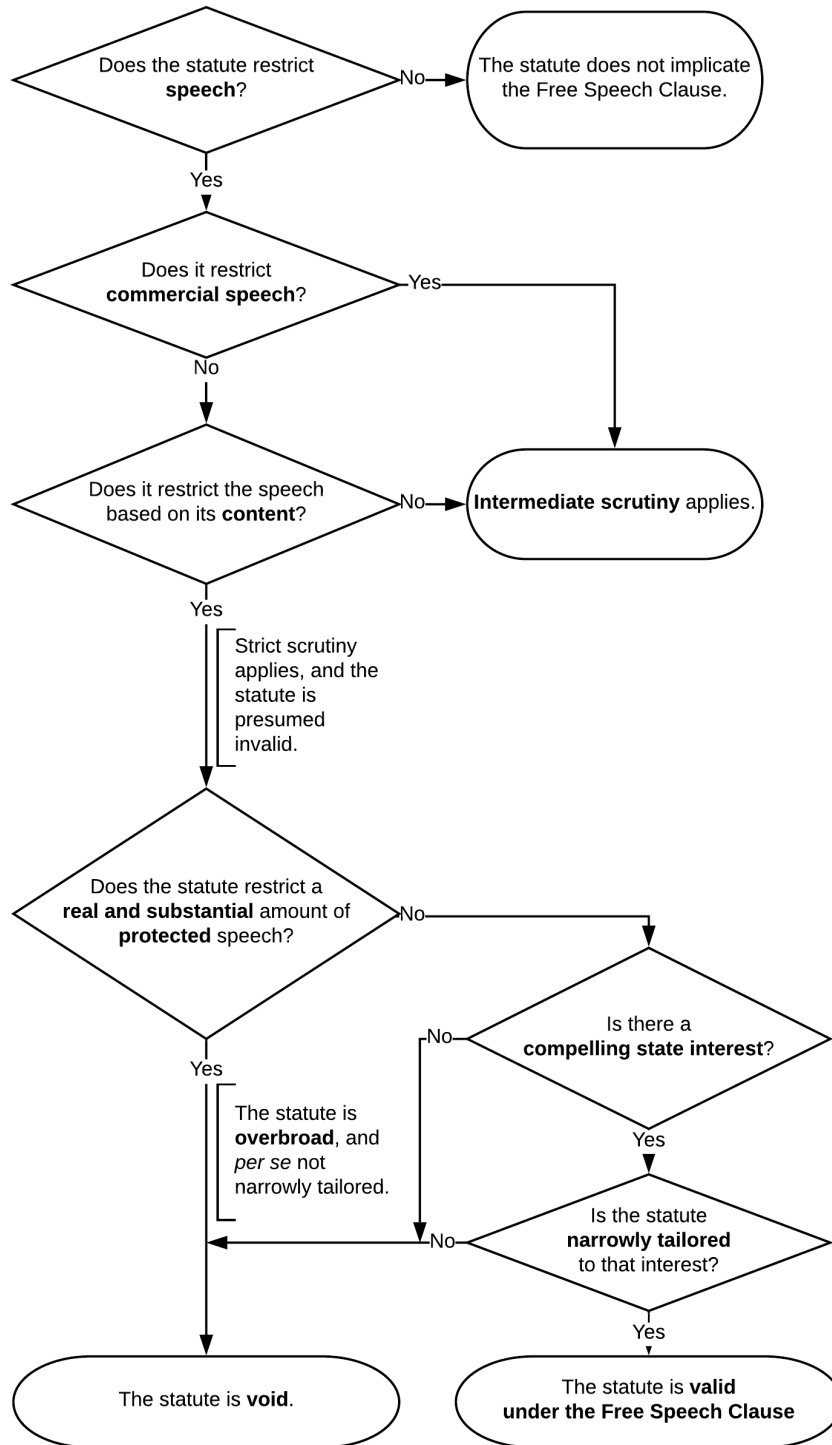 Does the statute restrict
speech?
No
The statute does not implicate
the Free Speech Clause.
Yes
Does it restrict
commercial speech?
Yes
No
Does it restrict the speech
based on its content?
No
Intermediate scrutiny applies.
Yes
Strict scrutiny
applies, and the
statute is
presumed
invalid.
Does the statute restrict a
real and substantial amount of
protected speech?
No
Is there a
compelling state interest?
No
Yes
Yes
The statute is
overbroad, and
per se not
narrowly tailored.
Is the statute
narrowly tailored
to that interest?
No
Yes
The statute is void.
The statute is valid
under the Free Speech Clause